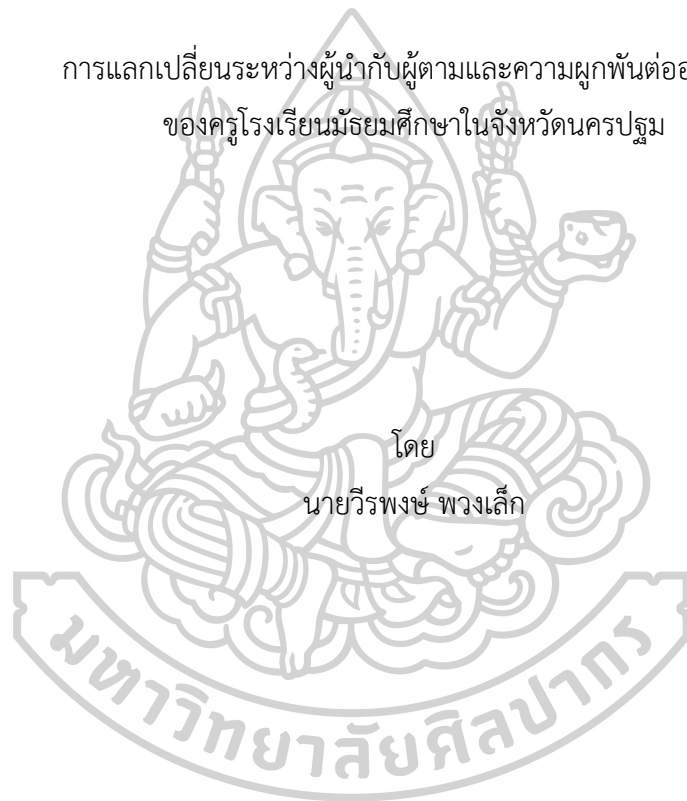 การแลกเปลี่ยนระหว่างผู้นำกับผู้ตามและความผูกพันต่อ
ของครูโรงเรียนมัธยมศึกษาในจังหวัดนครปฐม
โดย
นายวีรพงษ์ พวงเล็ก
มหาวิทยาลัยศิลปากร